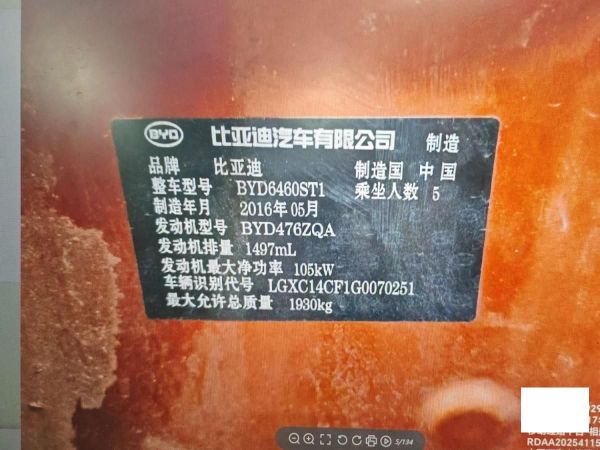 BYD 比亚迪汽车有限公司 制造
品牌 比亚迪 制造国 中国
整车型号 BYD6460ST1 乘坐人数 5
制造年月 2016年05月
发动机型号 BYD476ZQA
发动机排量 1497mL
发动机最大净功率 105kW
车辆识别代号 LGXC14CF1G0070251
最大允许总质量 1930kg
5/134
RDAA20254115